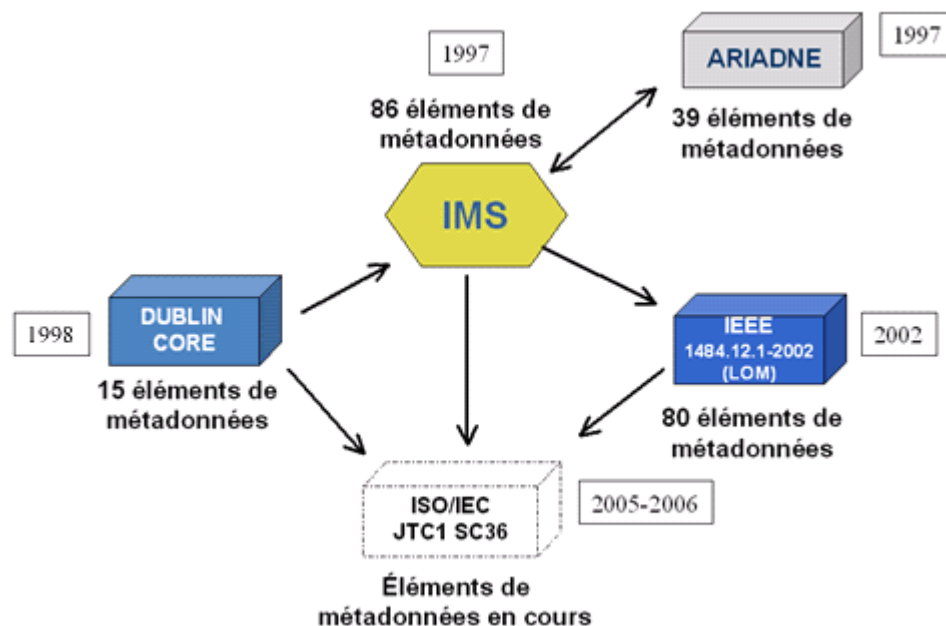 1997
86 éléments de
métadonnées
IMS
ARIADNE
1997
39 éléments de
métadonnées
1998
DUBLIN
CORE
15 éléments de
métadonnées
IEEE
1484.12.1-2002
(LOM)
2002
80 éléments de
métadonnées
ISO/IEC
JTC1 SC36
2005-2006
Éléments de
métadonnées en cours